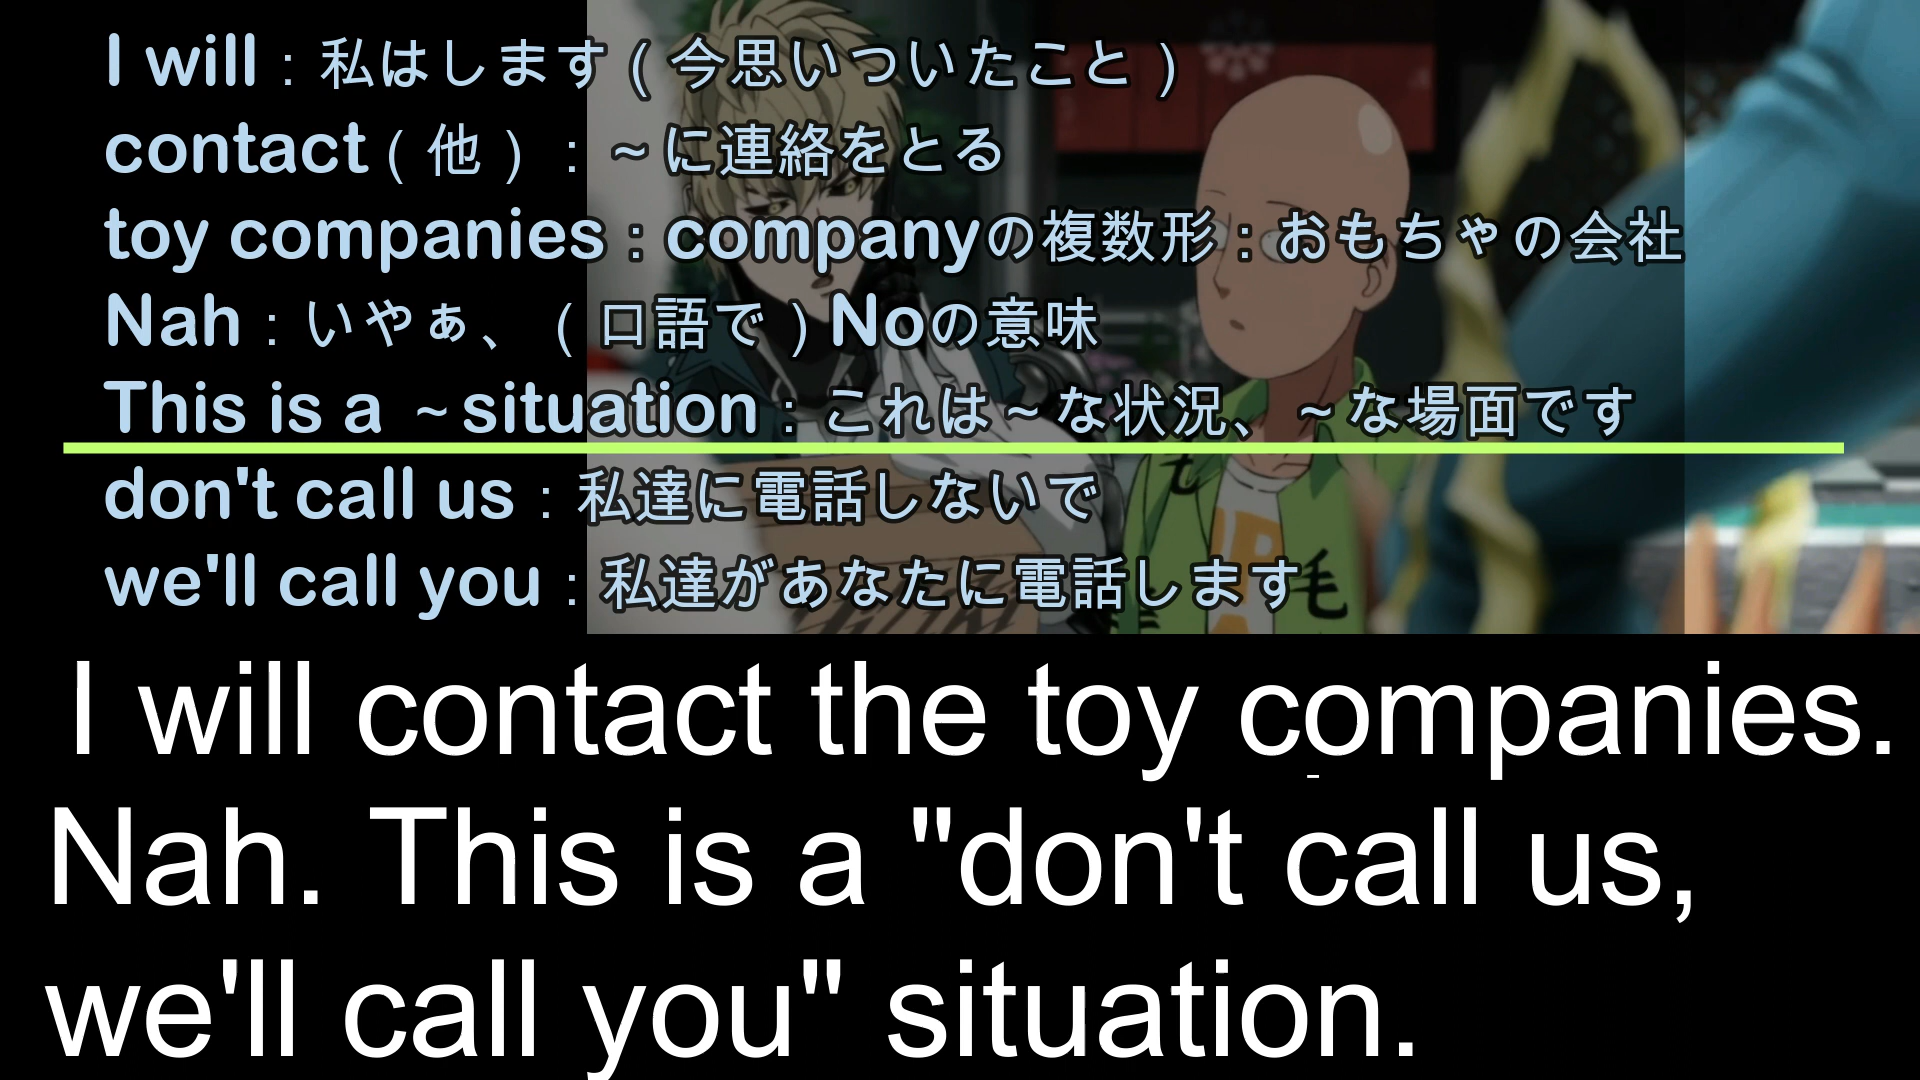 I will：私はします（今思いついたこと）
contact（他）：～に連絡をとる
toy companies：companyの複数形：おもちゃの会社
Nah：いやぁ、（口語で）Noの意味
This is a ～situation：これは～な状況、～な場面です
don't call us：私達に電話しないで
we'll call you：私達があなたに電話します
毛
毛
I will contact the toy companies.
Nah. This is a "don't call us,
we'll call you" situation.